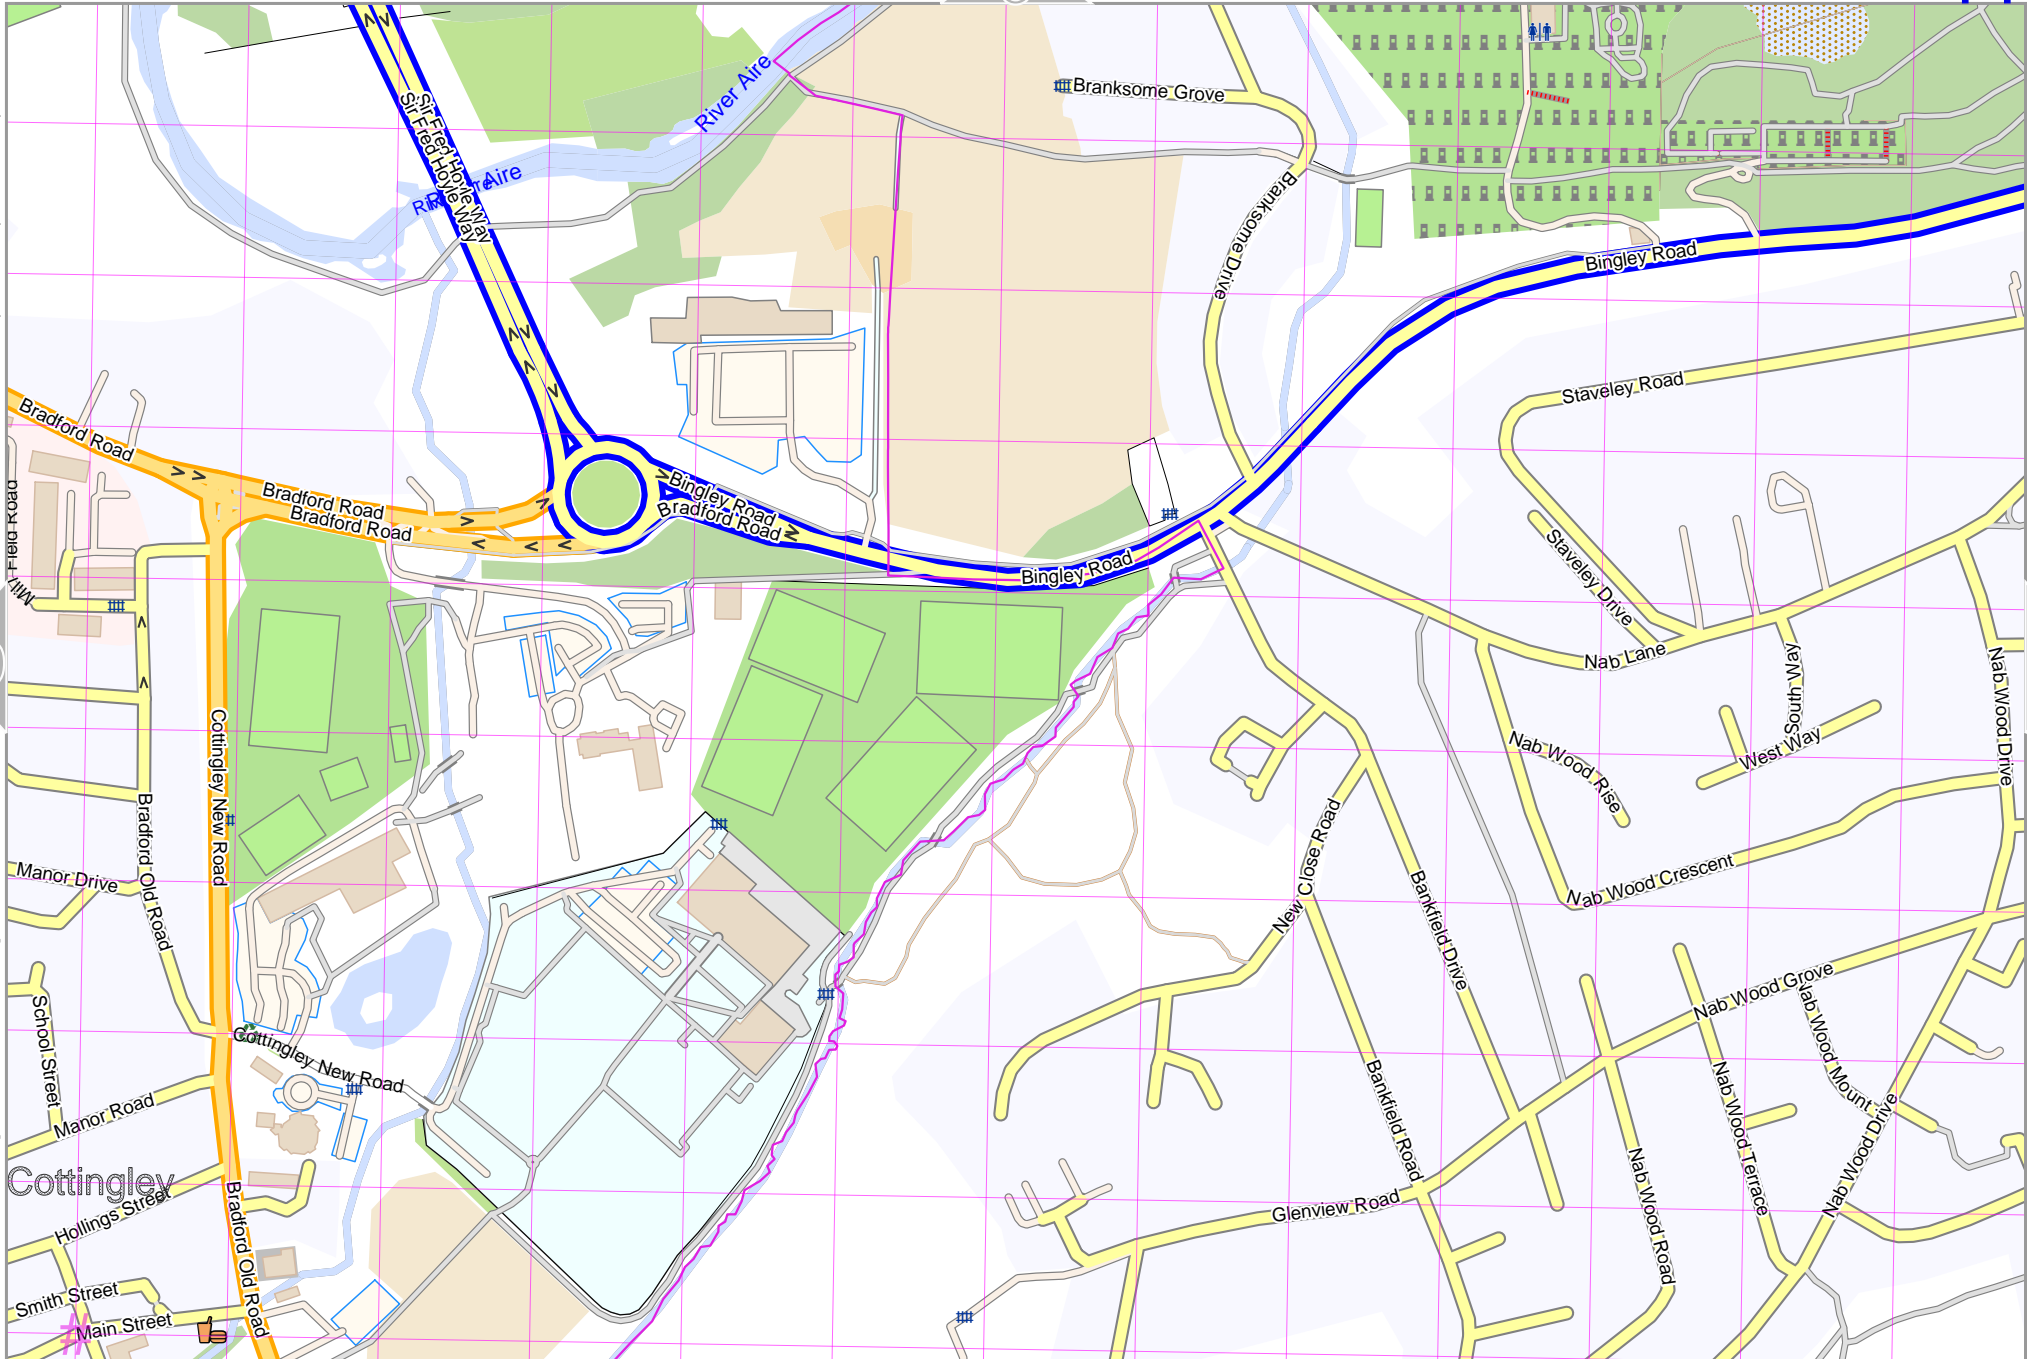 Sir Fred Hoyle Way
Sir Fred Hoyle Way
River Aire
River Aire
River Aire
Branksome Grove
Branksome Drive
Bingley Road
Staveley Road
Bradford Road
Bradford Road
Bradford Road
Bingley Road
Bradford Road
Bingley Road
Mill Field Road
Staveley Drive
Nab Lane
South Way
West Way
Nab Wood Drive
Nab Wood Rise
Nab Wood Crescent
Cottingley New Road
Bradford Old Road
Manor Drive
New Close Road
Bankfield Drive
Nab Wood Grove
Nab Wood Mount
School Street
Cottingley New Road
Manor Road
Bankfield Road
Nab Wood Terrace
Nab Wood Drive
Cottingley
Hollings Street
Bradford Old Road
Glenview Road
Nab Wood Road
Smith Street
Main Street